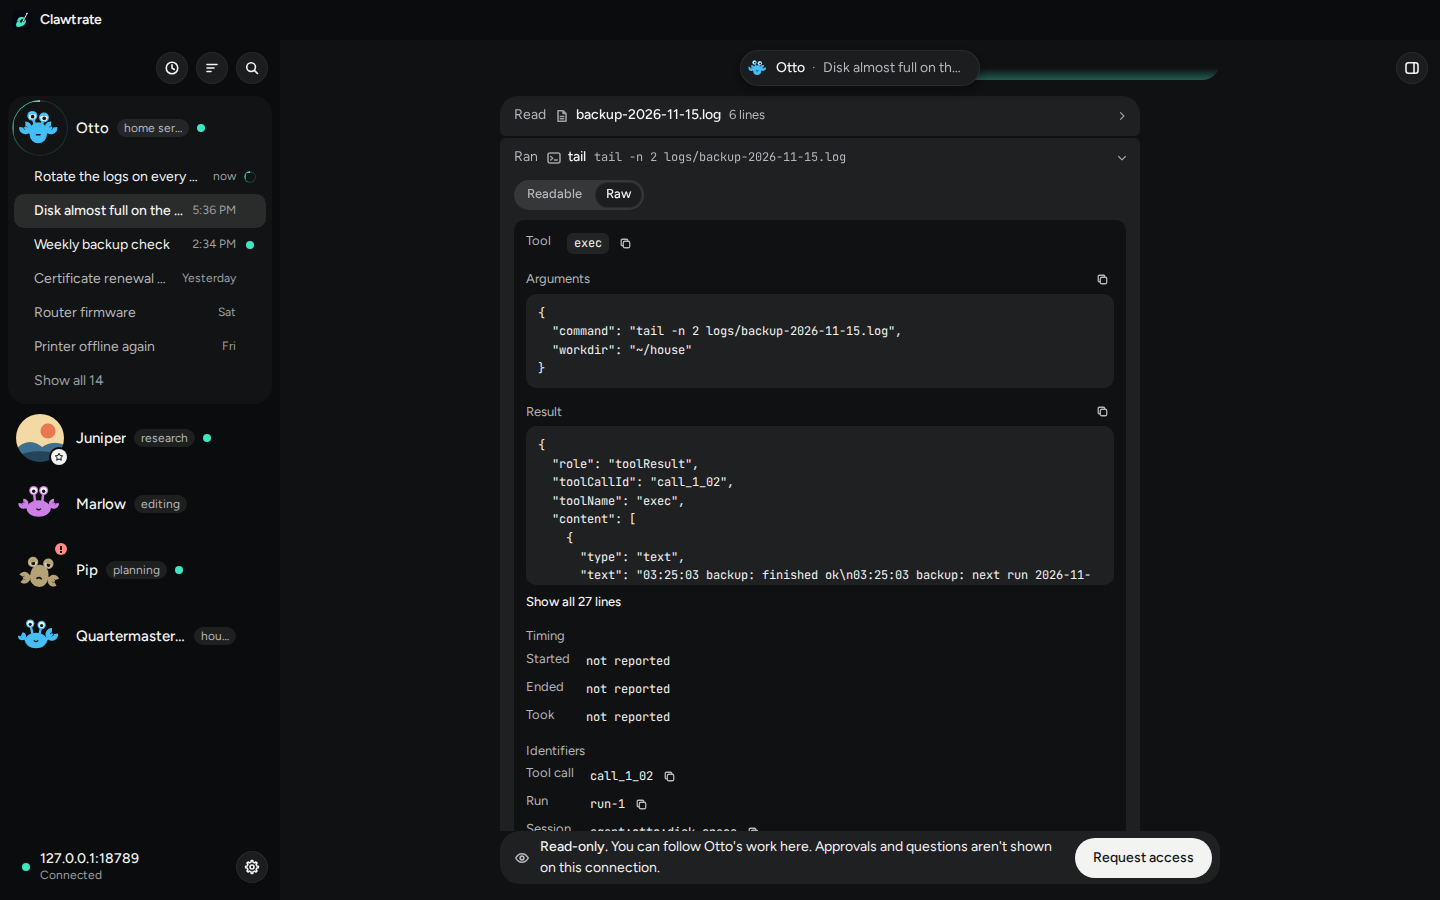 Clawtrate
Otto · Disk almost full on th...
Otto home ser...
Rotate the logs on every ... now
Disk almost full on the ... 5:36 PM
Weekly backup check 2:34 PM
Certificate renewal ... Yesterday
Router firmware Sat
Printer offline again Fri
Show all 14
Juniper research
Marlow editing
Pip planning
Quartermaster... hou...
127.0.0.1:18789
Connected
Read backup-2026-11-15.log 6 lines
Ran tail tail -n 2 logs/backup-2026-11-15.log
Readable Raw
Tool exec
Arguments
{
"command": "tail -n 2 logs/backup-2026-11-15.log",
"workdir": "~/house"
}
Result
{
"role": "toolResult",
"toolCallId": "call_1_02",
"toolName": "exec",
"content": [
{
"type": "text",
"text": "03:25:03 backup: finished ok\n03:25:03 backup: next run 2026-11-
Show all 27 lines
Timing
Started not reported
Ended not reported
Took not reported
Identifiers
Tool call call_1_02
Run run-1
Session
Read-only. You can follow Otto's work here. Approvals and questions aren't shown
on this connection.
Request access